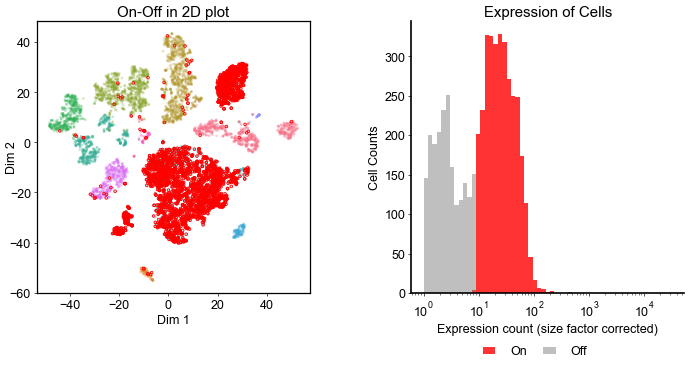 On-Off in 2D plot
40
20
0
−20
−40
−60
Dim 2
−40 −20 0 20 40
Dim 1
Expression of Cells
300
250
200
150
100
50
0
Cell Counts
10^0 10^1 10^2 10^3 10^4
Expression count (size factor corrected)
On Off